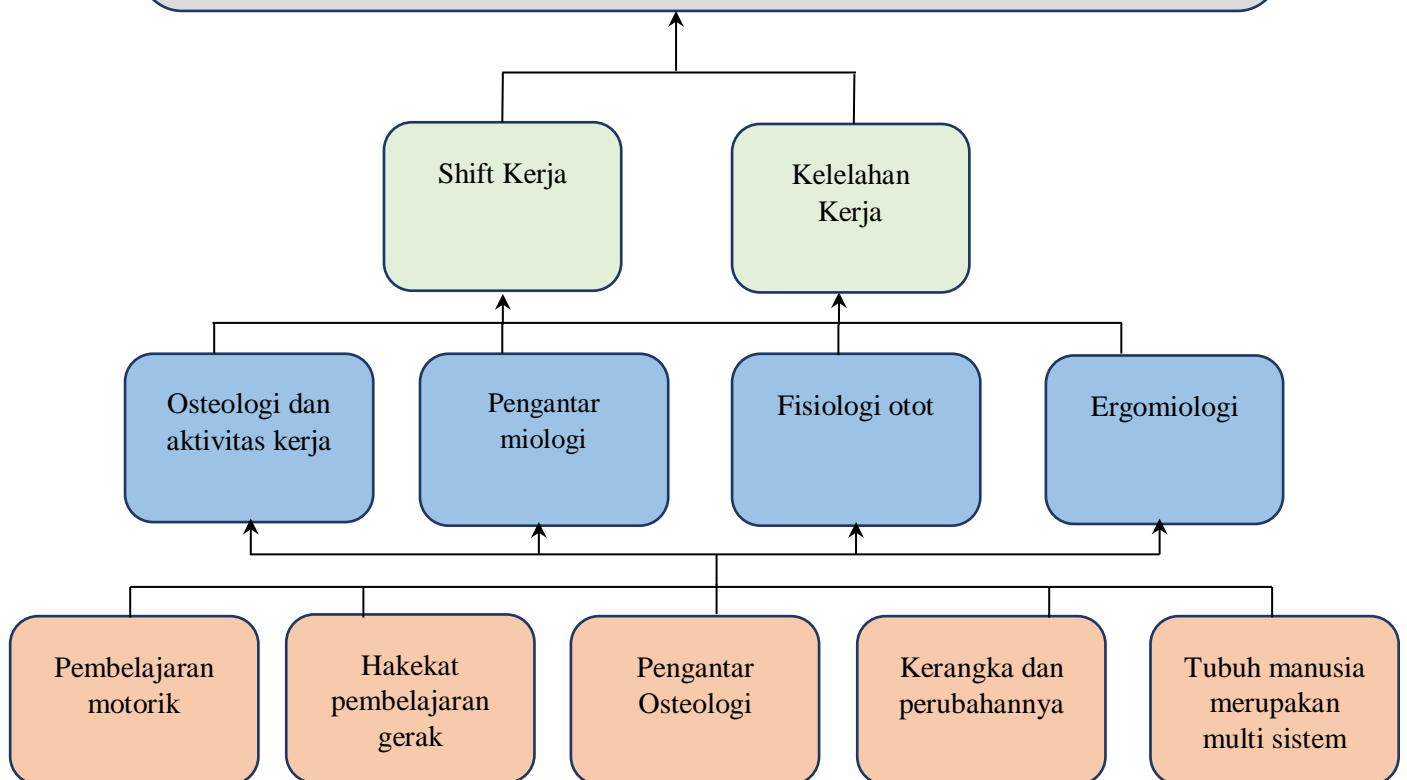 Shift Kerja
Kelelahan
Kerja
Osteologi dan
aktivitas kerja
Pengantar
miologi
Fisiologi otot
Ergomiologi
Pembelajaran
motorik
Hakekat
pembelajaran
gerak
Pengantar
Osteologi
Kerangka dan
perubahannya
Tubuh manusia
merupakan
multi sistem